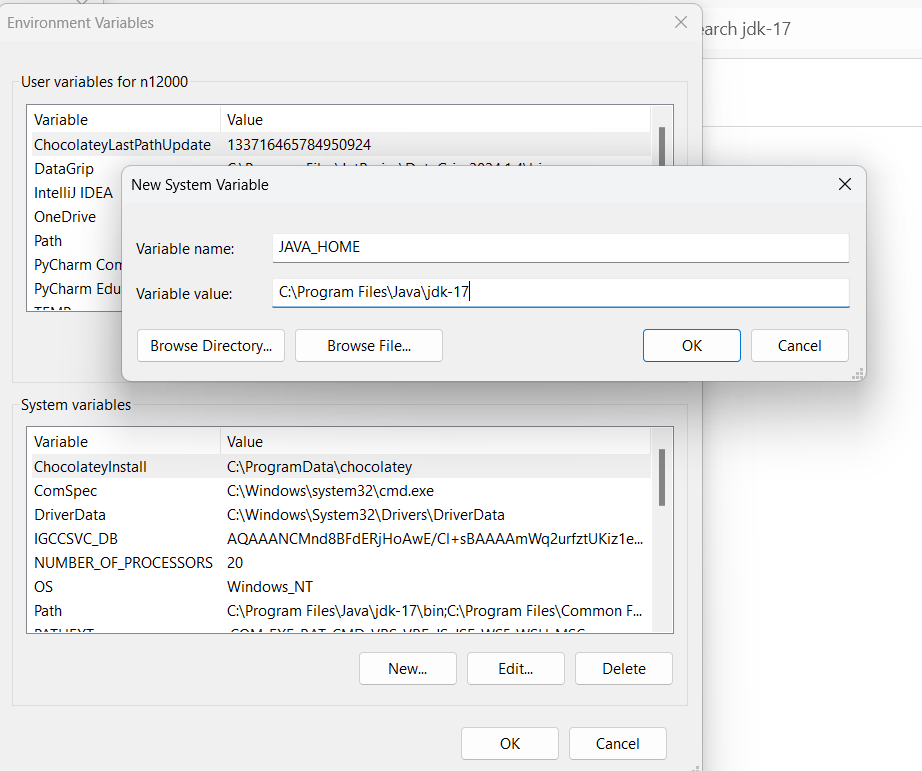 Environment Variables
earch jdk-17
User variables for n12000
Variable Value
ChocolateyLastPathUpdate 133716465784950924
DataGrip
IntelliJ IDEA
OneDrive
Path
PyCharm Com
PyCharm Edu
New System Variable
Variable name: JAVA_HOME
Variable value: C:\Program Files\Java\jdk-17
Browse Directory... Browse File... OK Cancel
System variables
Variable Value
ChocolateyInstall C:\ProgramData\chocolatey
ComSpec C:\Windows\system32\cmd.exe
DriverData C:\Windows\System32\Drivers\DriverData
IGCCSVC_DB AQAAANCMnd8BFdERjHoAwE/Cl+sBAAAAmWq2urfztUKiz1e...
NUMBER_OF_PROCESSORS 20
OS Windows_NT
Path C:\Program Files\Java\jdk-17\bin;C:\Program Files\Common F...
New... Edit... Delete
OK Cancel